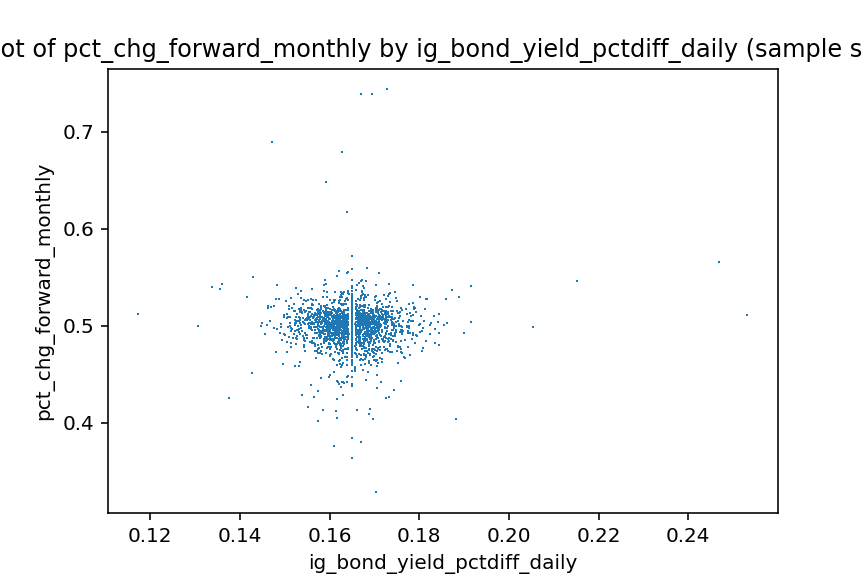 ot of pct_chg_forward_monthly by ig_bond_yield_pctdiff_daily (sample s
0.7
0.6
0.5
0.4
pct_chg_forward_monthly
0.12 0.14 0.16 0.18 0.20 0.22 0.24
ig_bond_yield_pctdiff_daily